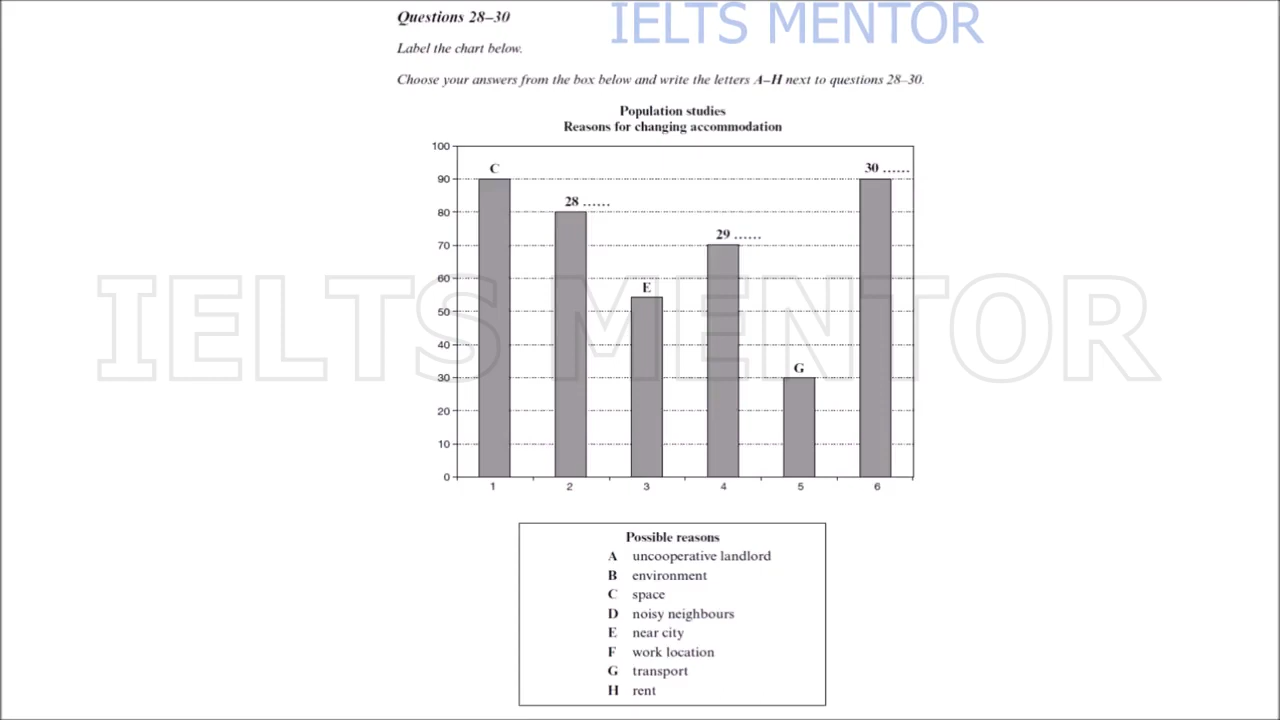 Questions 28–30
IELTS MENTOR
Label the chart below.
Choose your answers from the box below and write the letters A–H next to questions 28–30.
Population studies
Reasons for changing accommodation
100
90
80
70
60
50
40
30
20
10
0
C
28 ......
E
29 ......
G
30 ......
1 2 3 4 5 6
IELTS MENTOR
Possible reasons
A uncooperative landlord
B environment
C space
D noisy neighbours
E near city
F work location
G transport
H rent